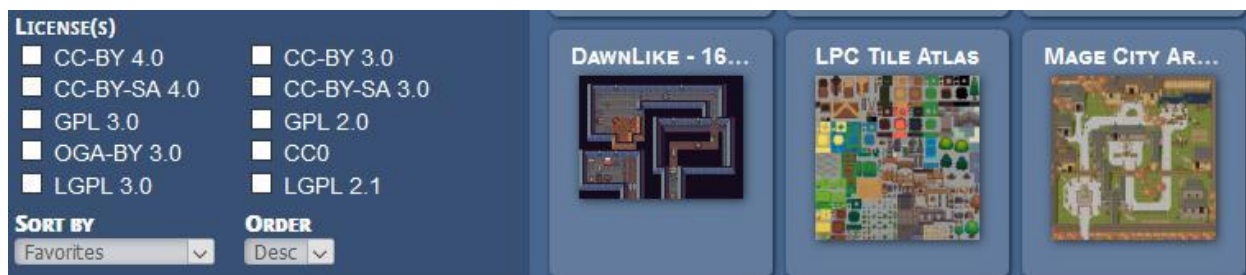 LICENSE(S)
CC-BY 4.0
CC-BY 3.0
CC-BY-SA 4.0
CC-BY-SA 3.0
GPL 3.0
GPL 2.0
OGA-BY 3.0
CC0
LGPL 3.0
LGPL 2.1
SORT BY
ORDER
Favorites
Desc
DAWNLIKE - 16...
LPC TILE ATLAS
MAGE CITY AR...